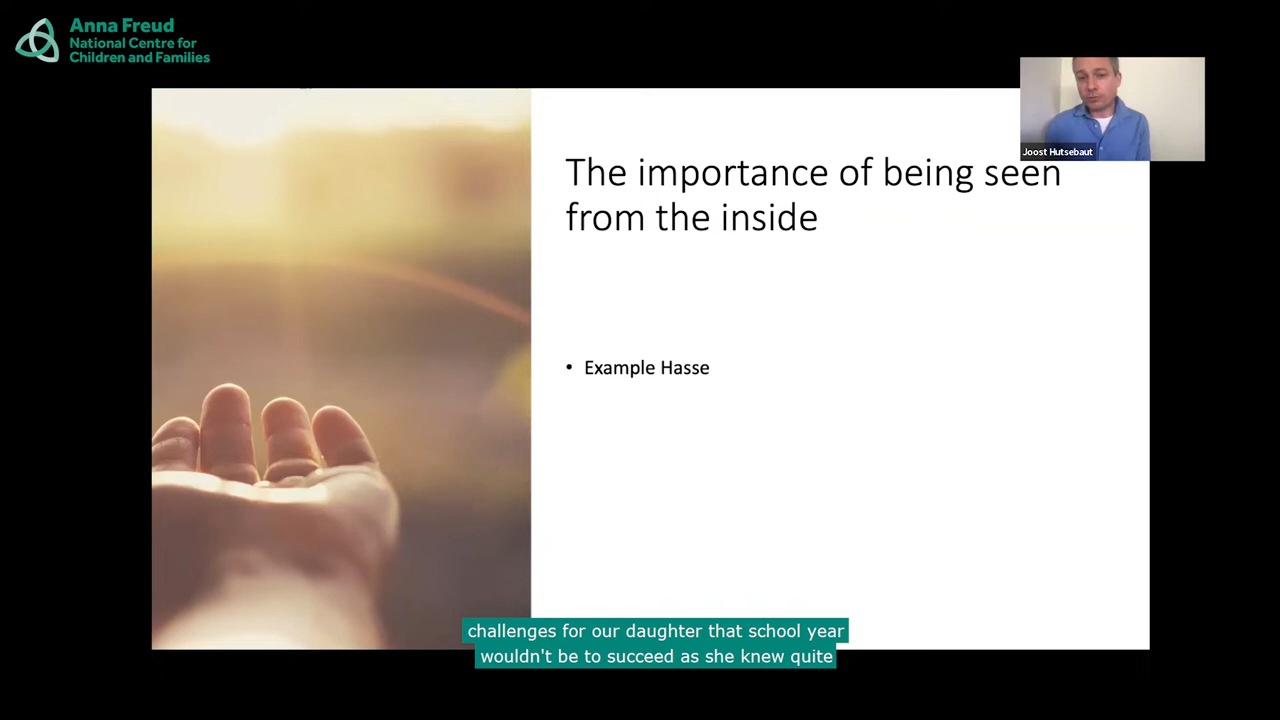 Anna Freud
National Centre for
Children and Families
Joost Hutsebaut
The importance of being seen
from the inside
• Example Hasse
challenges for our daughter that school year
wouldn't be to succeed as she knew quite